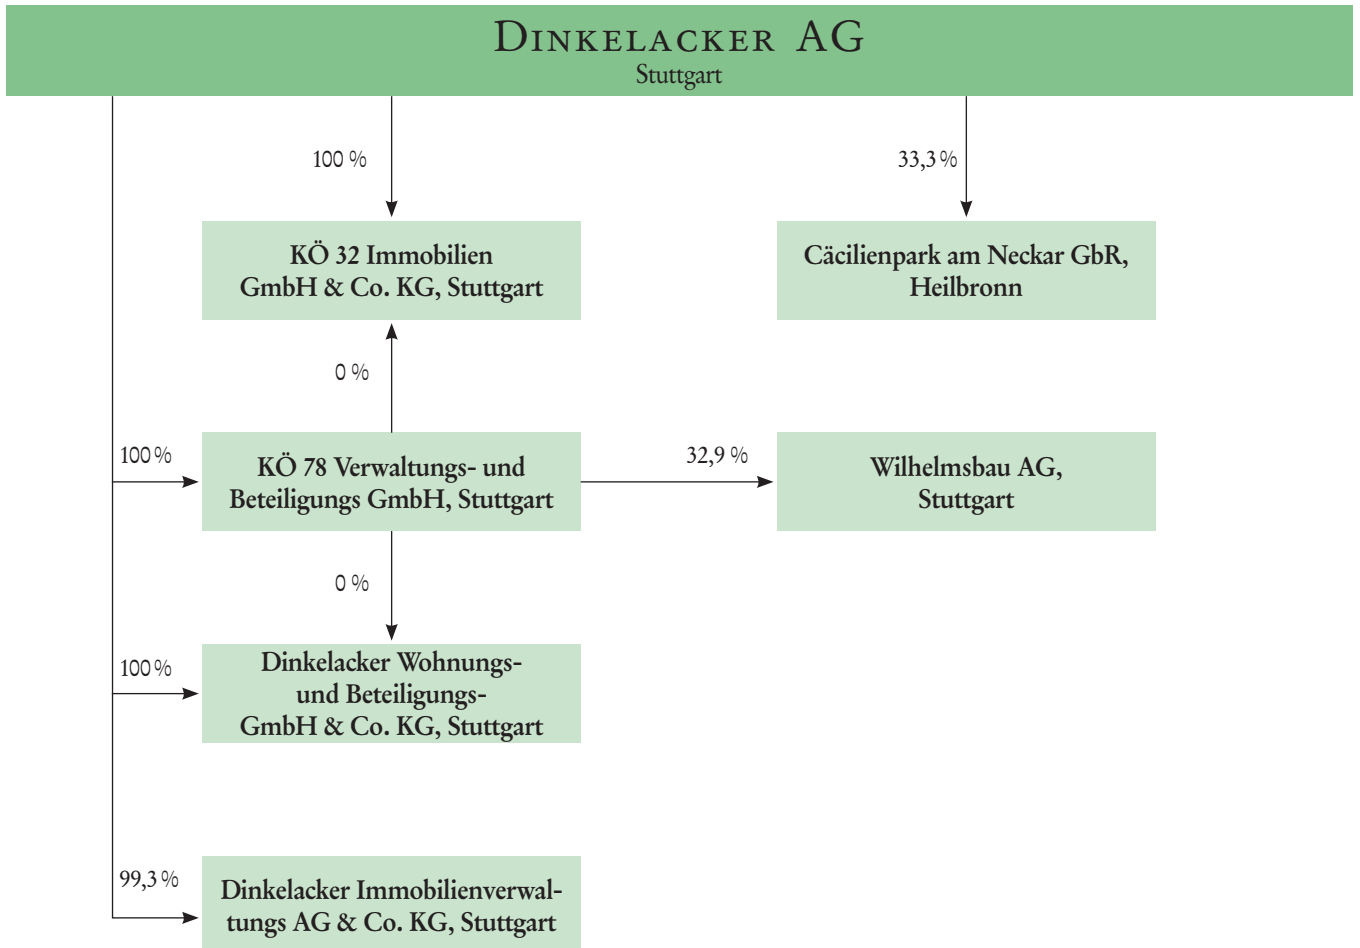 DINKELACKER AG
Stuttgart
100 %
33,3 %
KÖ 32 Immobilien
GmbH & Co. KG, Stuttgart
Cäcilienpark am Neckar GbR,
Heilbronn
0 %
100 %
KÖ 78 Verwaltungs- und
Beteiligungs GmbH, Stuttgart
32,9 %
Wilhelmsbau AG,
Stuttgart
0 %
100 %
Dinkelacker Wohnungs-
und Beteiligungs-
GmbH & Co. KG, Stuttgart
99,3 %
Dinkelacker Immobilienverwal-
tungs AG & Co. KG, Stuttgart